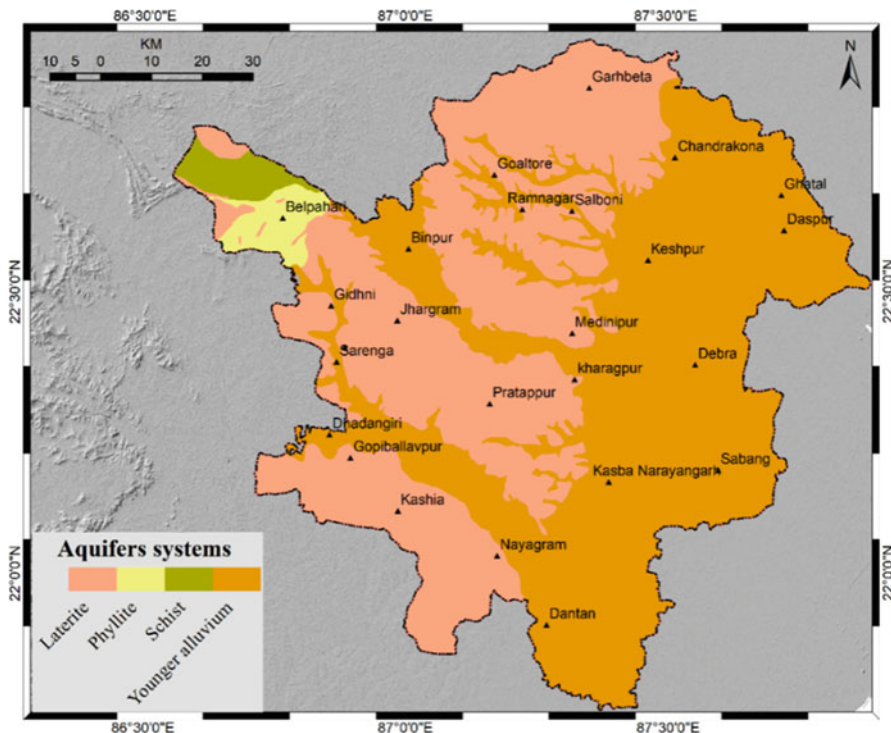 86°30'0"E 87°0'0"E 87°30'0"E
KM
10 5 0 10 20 30
N
Garhbeta
Chandrakona
Goaltore
Ghatal
Ramnagar
Salboni
Belpahari
Daspur
Binpur
Keshpur
22°30'0"N 22°30'0"N
Gidhni
Jhargram
Medinipur
Sarenga
Debra
kharagpur
Pratappur
Dhadangiri
Gopiballavpur
Sabang
Kasba Narayangarh
Kashia
Aquifers systems
Nayagram
22°0'0"N 22°0'0"N
Laterite
Phyllite
Schist
Younger alluvium
Dantan
86°30'0"E 87°0'0"E 87°30'0"E